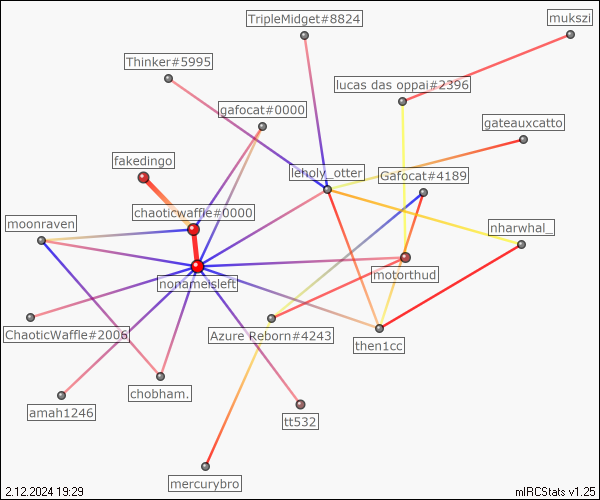 TripleMidget#8824
mukszi
Thinker#5995
lucas das oppai#2396
gafocat#0000
gateauxcatto
fakedingo
leholy_otter
Gafocat#4189
chaoticwaffle#0000
moonraven
nharwhal_
nonameisleft
motorthud
ChaoticWaffle#2006
Azure Reborn#4243
then1cc
chobham.
amah1246
tt532
mercurybro
2.12.2024 19:29
mIRCStats v1.25